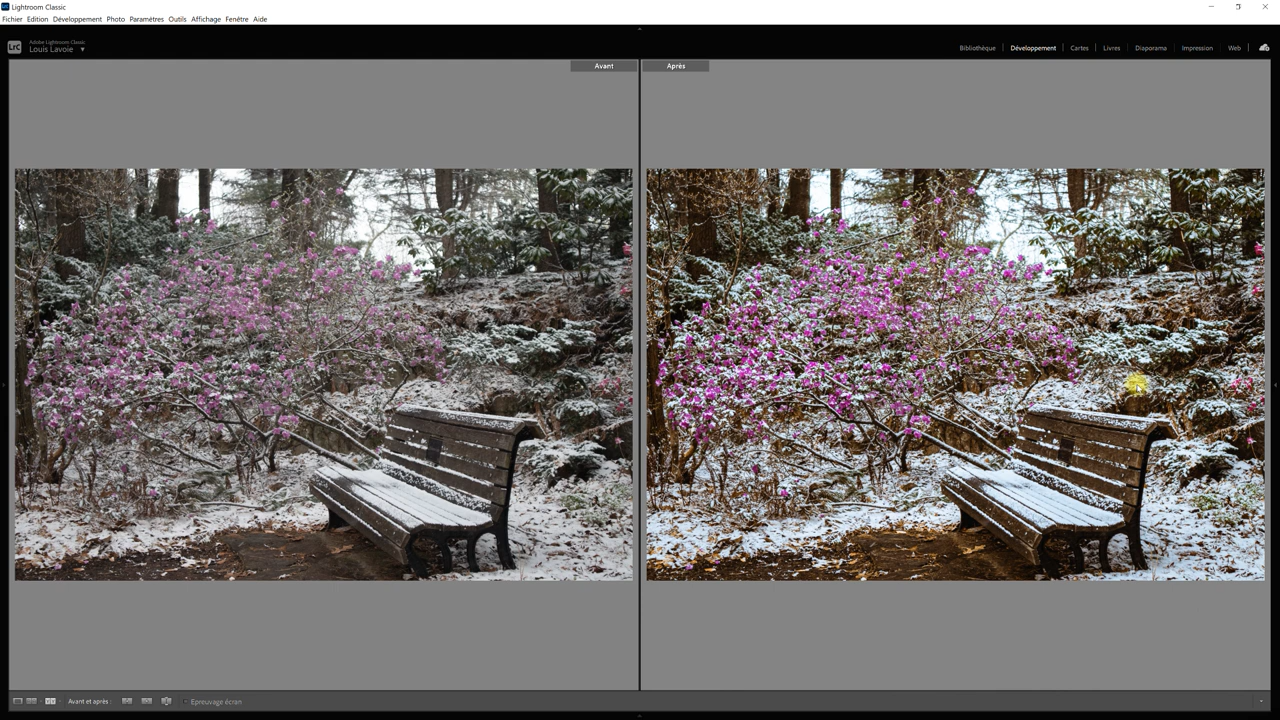 Lightroom Classic
Fichier Edition Développement Photo Paramètres Outils Affichage Fenêtre Aide
LrC
Adobe Lightroom Classic
Louis Lavoie
Bibliothèque Développement Cartes Livres Diaporama Impression Web
Avant Après
Avant et après Epreuvage écran